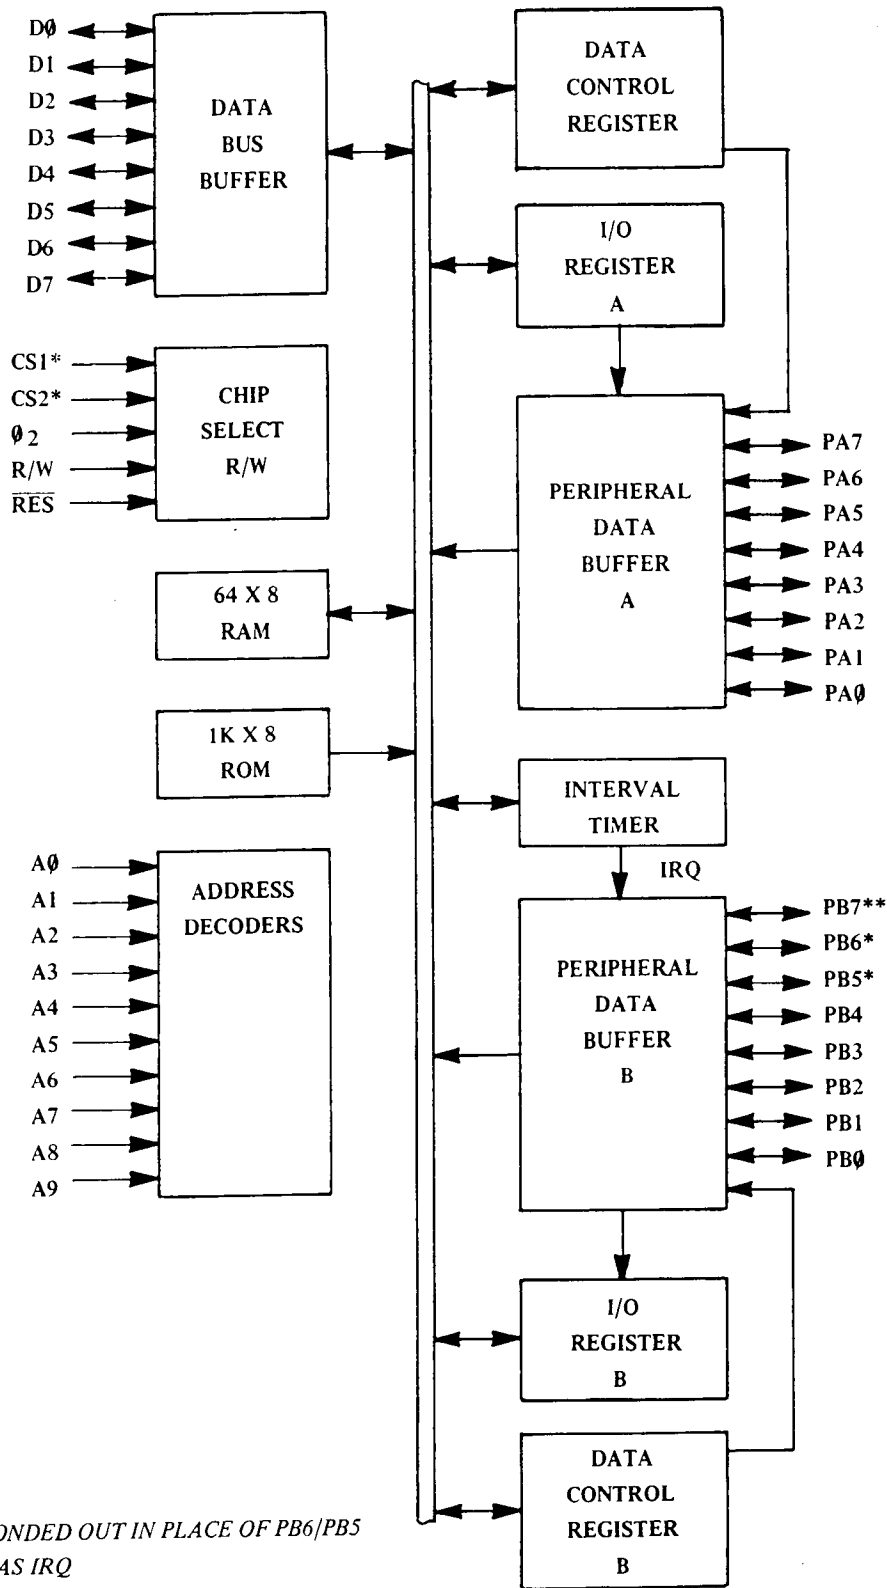 D0
D1
D2
D3
D4
D5
D6
D7
DATA
BUS
BUFFER
CS1*
CS2*
Ø2
R/W
RES
CHIP
SELECT
R/W
64 X 8
RAM
1K X 8
ROM
AØ
A1
A2
A3
A4
A5
A6
A7
A8
A9
ADDRESS
DECODERS
DATA
CONTROL
REGISTER
I/O
REGISTER
A
PERIPHERAL
DATA
BUFFER
A
PA7
PA6
PA5
PA4
PA3
PA2
PA1
PAØ
INTERVAL
TIMER
IRQ
PERIPHERAL
DATA
BUFFER
B
PB7**
PB6*
PB5*
PB4
PB3
PB2
PB1
PBØ
I/O
REGISTER
B
DATA
CONTROL
REGISTER
B
ONDED OUT IN PLACE OF PB6/PB5
AS IRQ